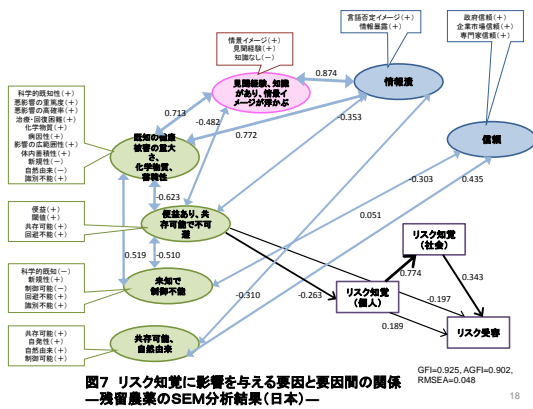 情景イメージ(+)
見聞経験(+)
知識なし(-)
言語否定イメージ(+)
情報暴露(+)
政府信頼(+)
企業市場信頼(+)
専門家信頼(+)
見聞経験、知識
があり、情景イ
メージが浮かぶ
0.874
情報濃
信頼
科学的既知性(+)
悪影響の重篤度(+)
悪影響の高確率(+)
治療・回復困難(+)
化学物質(+)
病因性(+)
影響の広範囲性(+)
体内蓄積性(+)
新規性(-)
自然由来(-)
識別不能(+)
0.713
-0.482
-0.353
0.772
既知の健康
被害の重大
さ、
化学物質、
蓄積性
-0.623
-0.303
0.435
便益(+)
閾値(+)
共存可能(+)
回避不能(+)
便益あり、共
存可能で不可
避
0.051
0.519
-0.510
リスク知覚
(社会)
科学的既知(-)
新規性(+)
制御可能(-)
回避不能(+)
識別不能(+)
未知で
制御不能
-0.310
-0.263
0.774
リスク知覚
(個人)
0.343
-0.197
0.189
リスク受容
共存可能(+)
自発性(+)
自然由来(+)
制御可能(+)
共存可能、
自然由来
図7 リスク知覚に影響を与える要因と要因間の関係
―残留農薬のSEM分析結果(日本)―
GFI=0.925, AGFI=0.902,
RMSEA=0.048
18